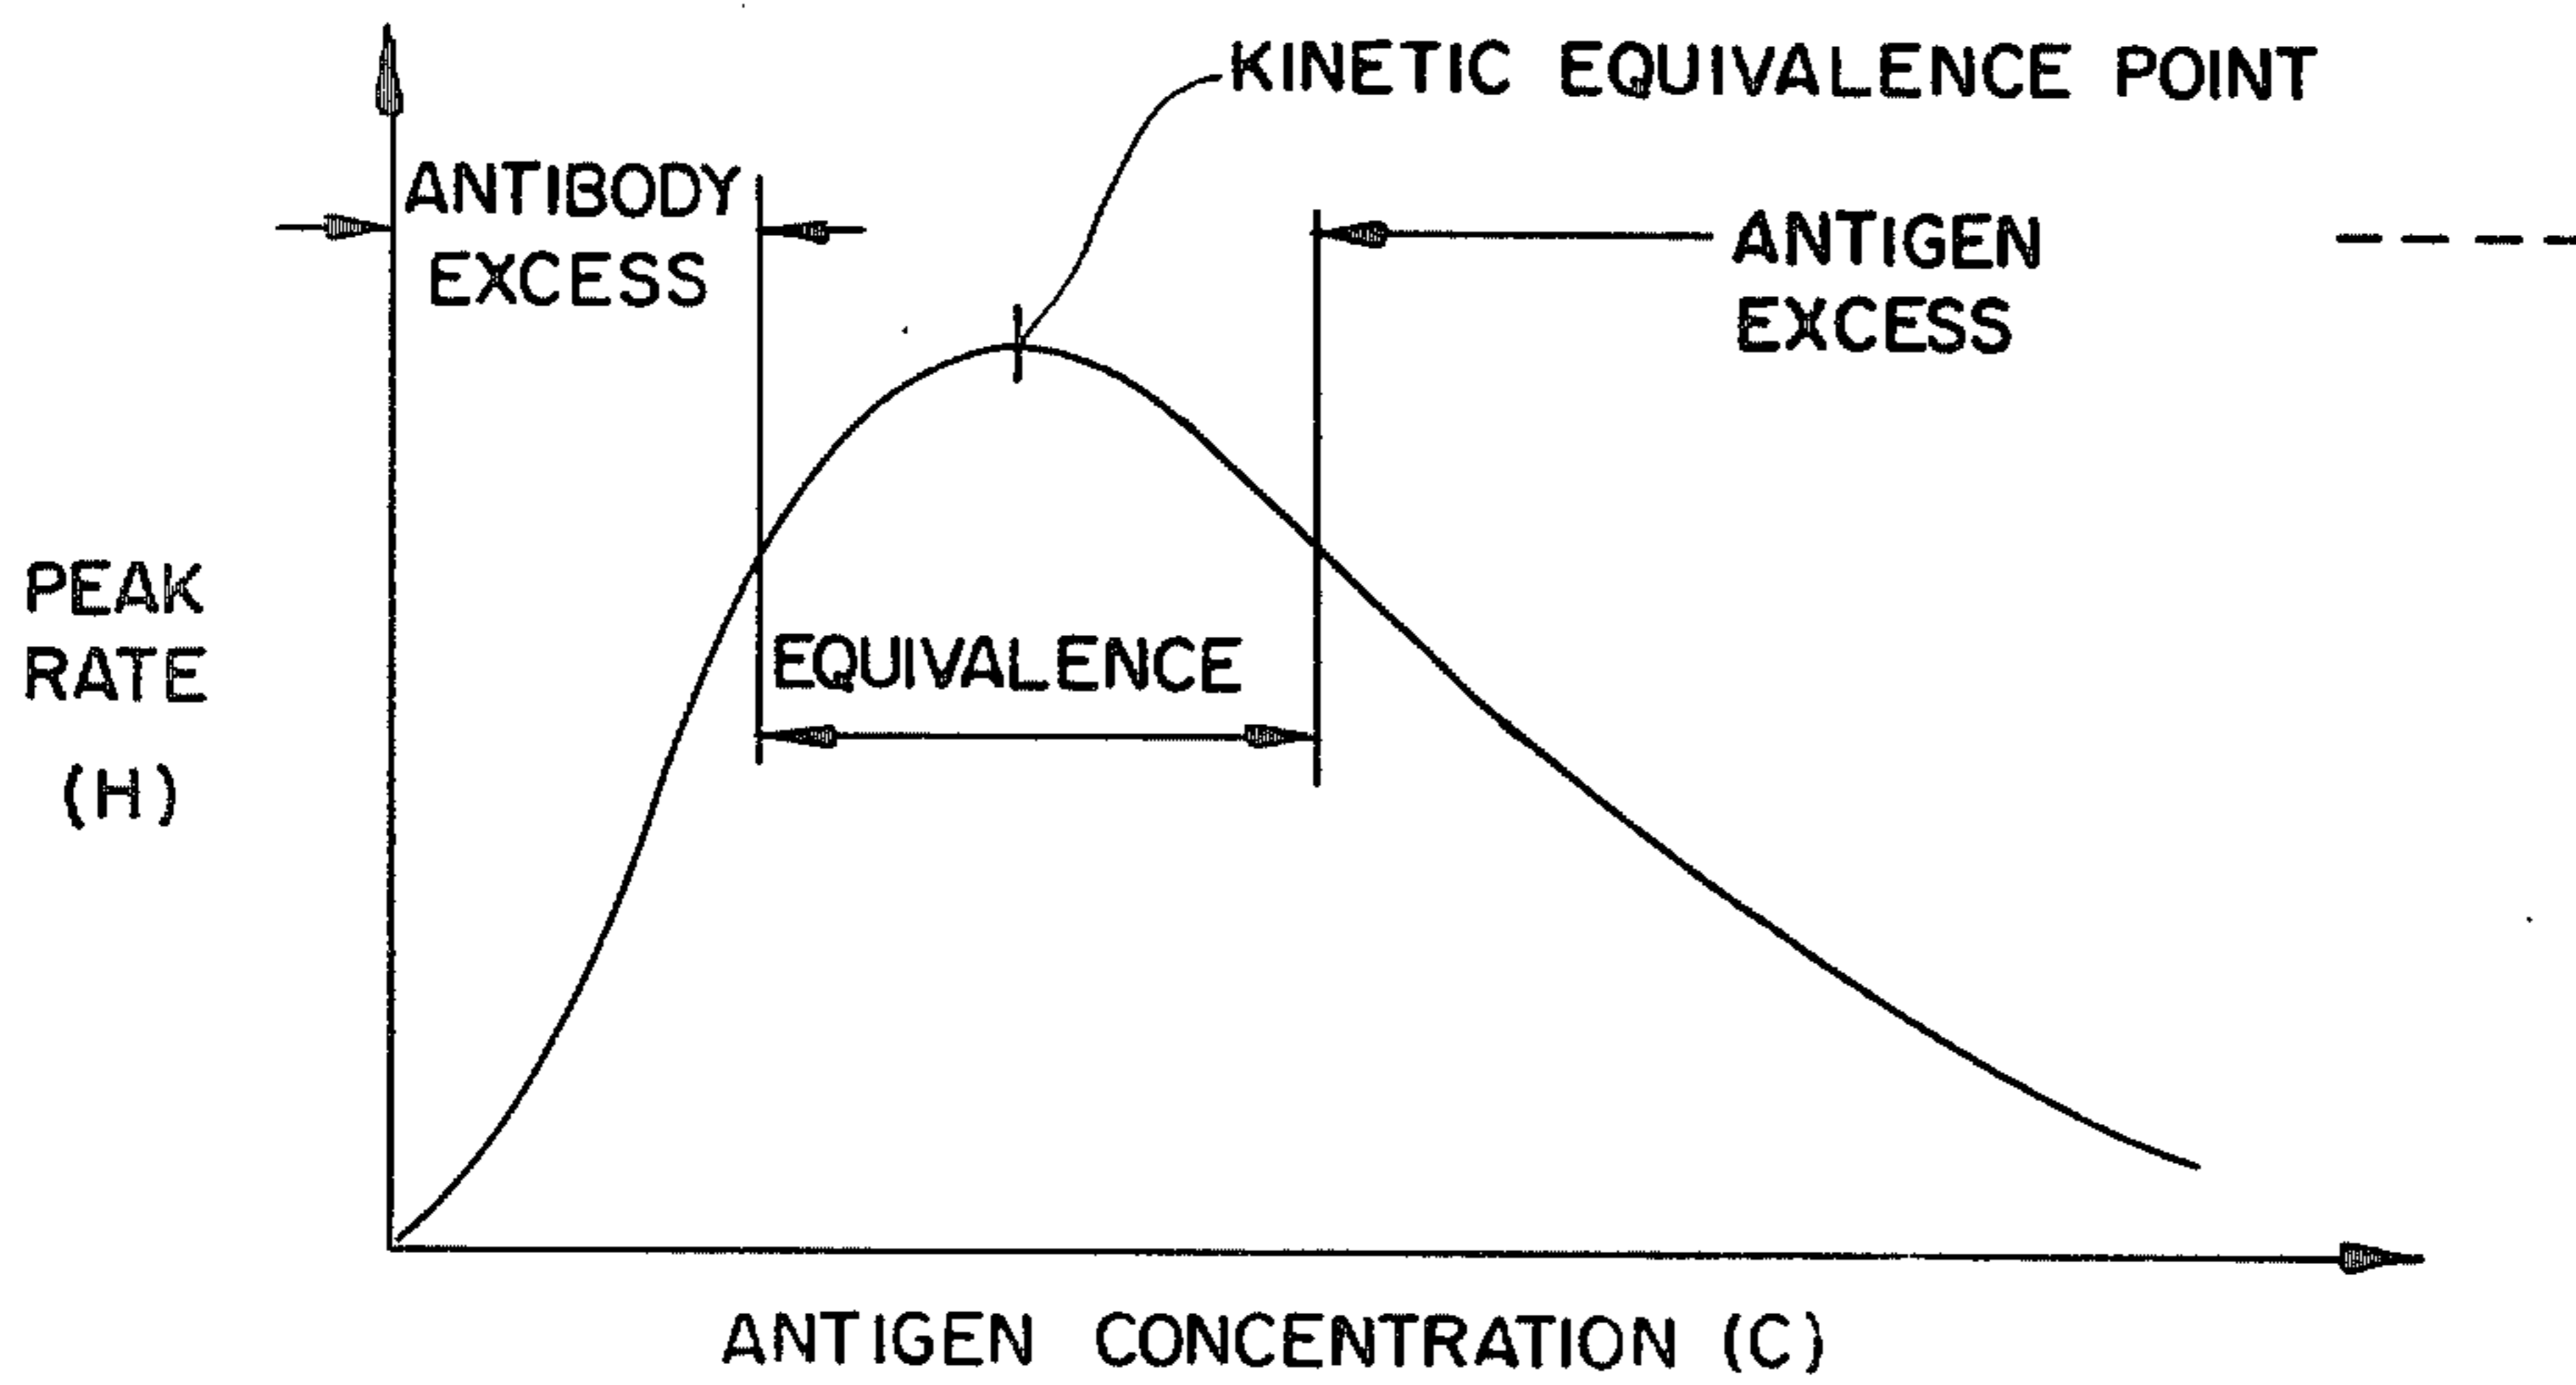 KINETIC EQUIVALENCE POINT
ANTIBODY
EXCESS
ANTIGEN
EXCESS
PEAK
RATE
(H)
EQUIVALENCE
ANTIGEN CONCENTRATION (C)